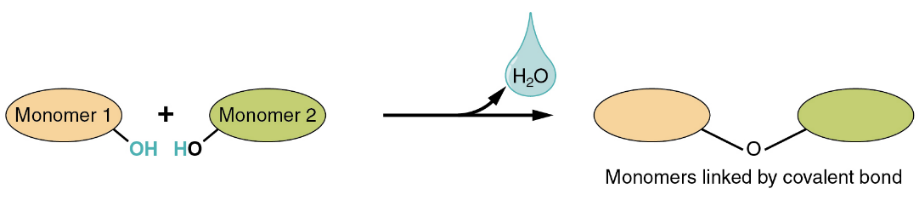 H₂O
Monomer 1 + Monomer 2
OH HO
O
Monomers linked by covalent bond